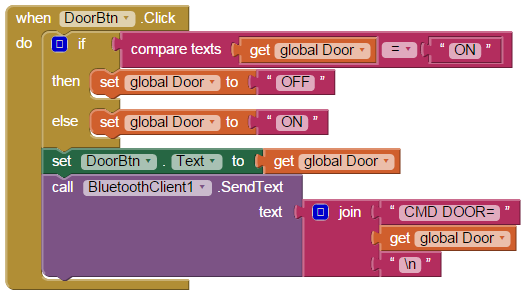 when DoorBtn .Click
do if compare texts get global Door = " ON "
then set global Door to " OFF "
else set global Door to " ON "
set DoorBtn . Text to get global Door
call BluetoothClient1 .SendText
text join " CMD DOOR= "
get global Door
" \n "